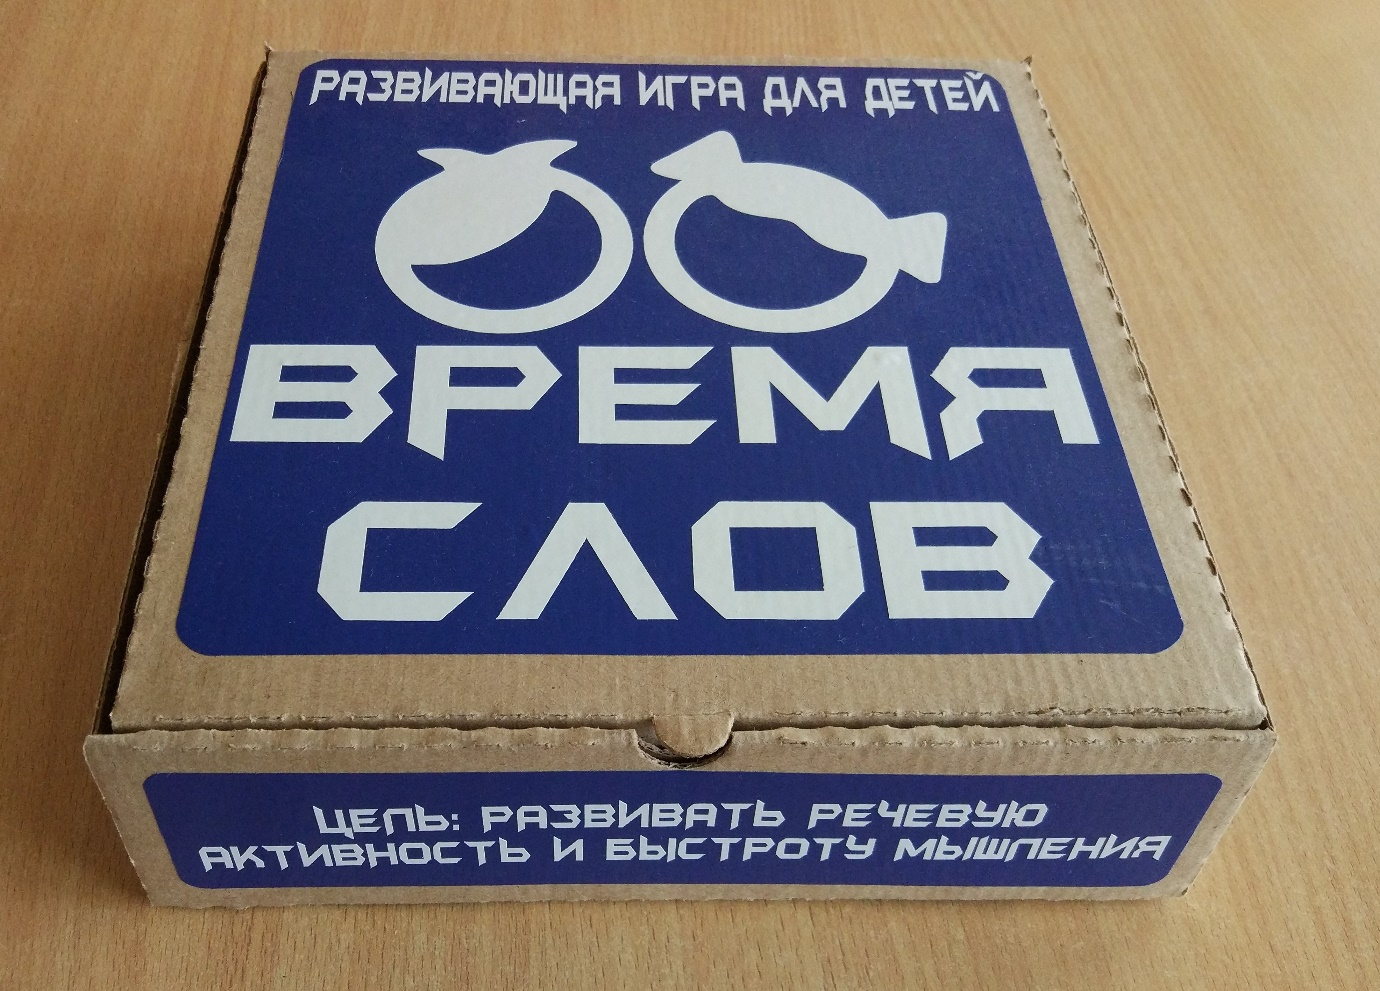 РАЗВИВАЮЩАЯ ИГРА ДЛЯ ДЕТЕЙ
ВРЕМЯ
СЛОВ
ЦЕЛЬ: РАЗВИВАТЬ РЕЧЕВУЮ
АКТИВНОСТЬ И БЫСТРОТУ МЫШЛЕНИЯ